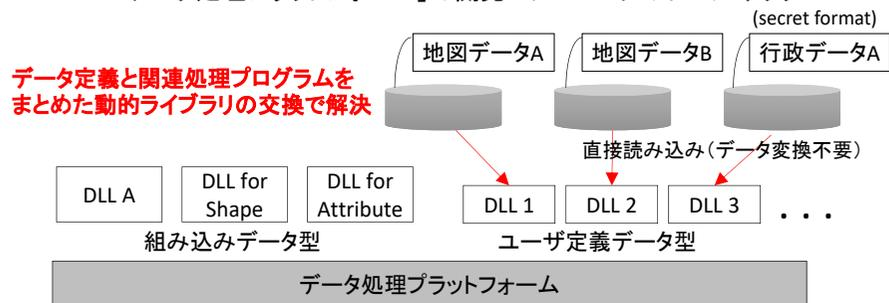 (secret format)
地図データA
地図データB
行政データA
データ定義と関連処理プログラムを
まとめた動的ライブラリの交換で解決
直接読み込み(データ変換不要)
DLL A
DLL for
Shape
DLL for
Attribute
DLL 1
DLL 2
DLL 3
. . .
組み込みデータ型
ユーザ定義データ型
データ処理プラットフォーム